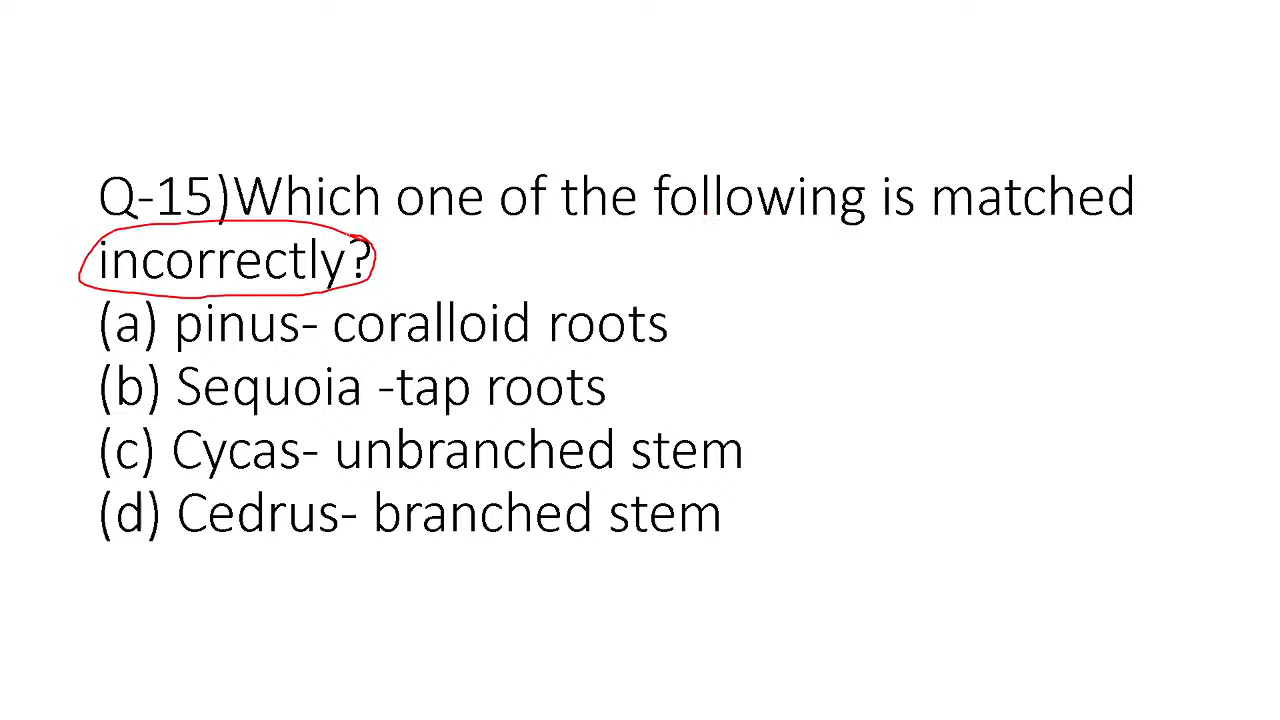 Q-15)Which one of the following is matched
incorrectly?
(a) pinus- coralloid roots
(b) Sequoia -tap roots
(c) Cycas- unbranched stem
(d) Cedrus- branched stem